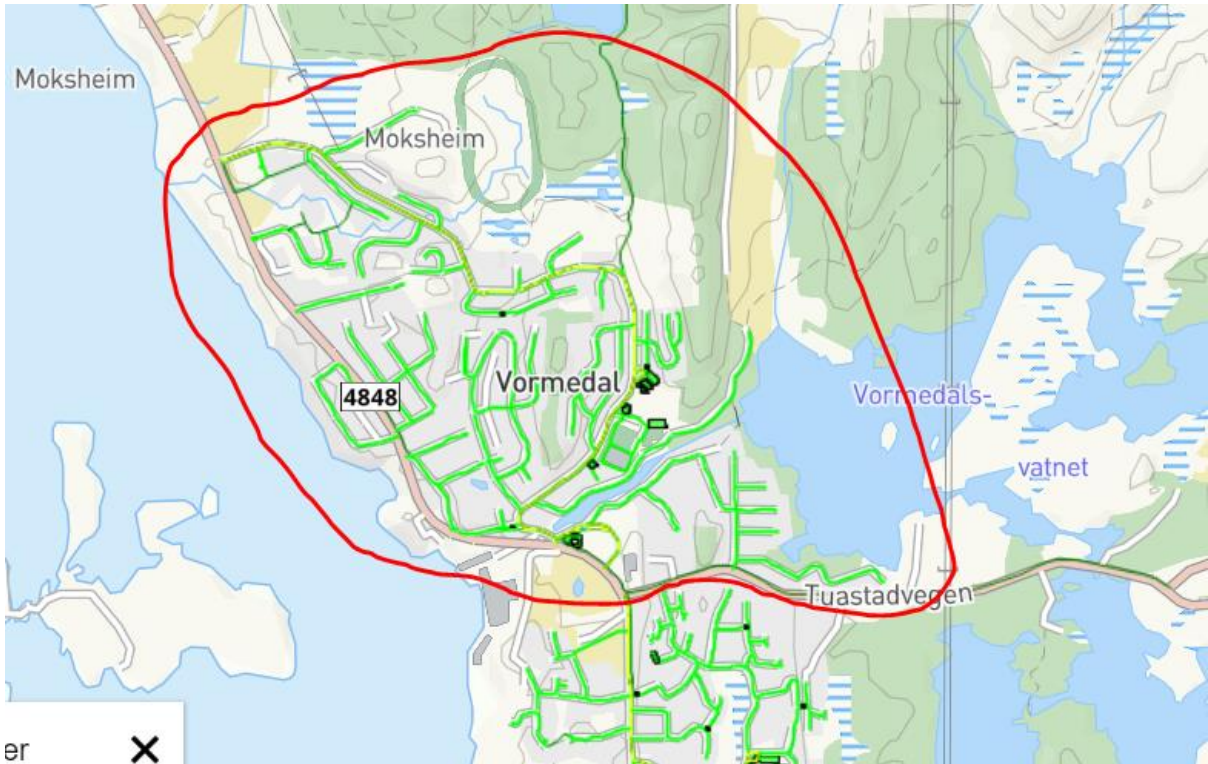 Moksheim
Moksheim
Vormedal
4848
Vormedals-
vatnet
Tuastadvegen
er